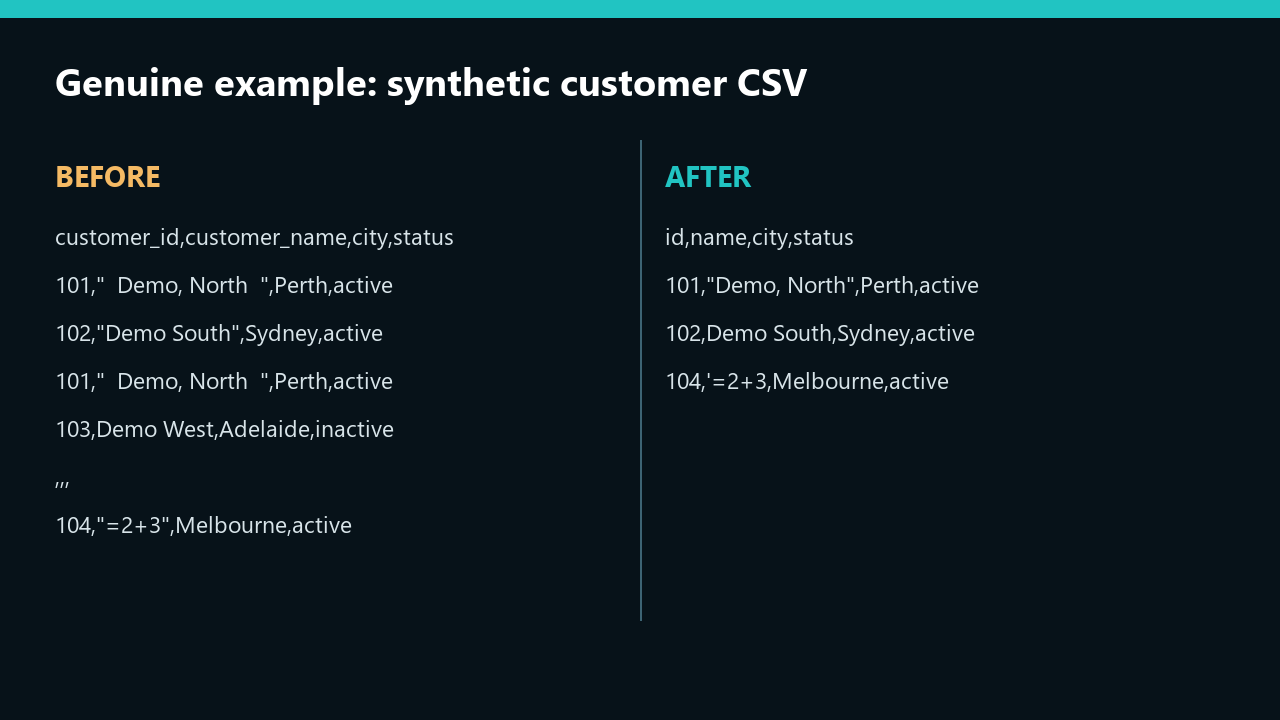 Genuine example: synthetic customer CSV
BEFORE
customer_id,customer_name,city,status
101,"  Demo, North  ",Perth,active
102,"Demo South",Sydney,active
101,"  Demo, North  ",Perth,active
103,Demo West,Adelaide,inactive
,,,
104,"=2+3",Melbourne,active
AFTER
id,name,city,status
101,"Demo, North",Perth,active
102,Demo South,Sydney,active
104,'=2+3,Melbourne,active